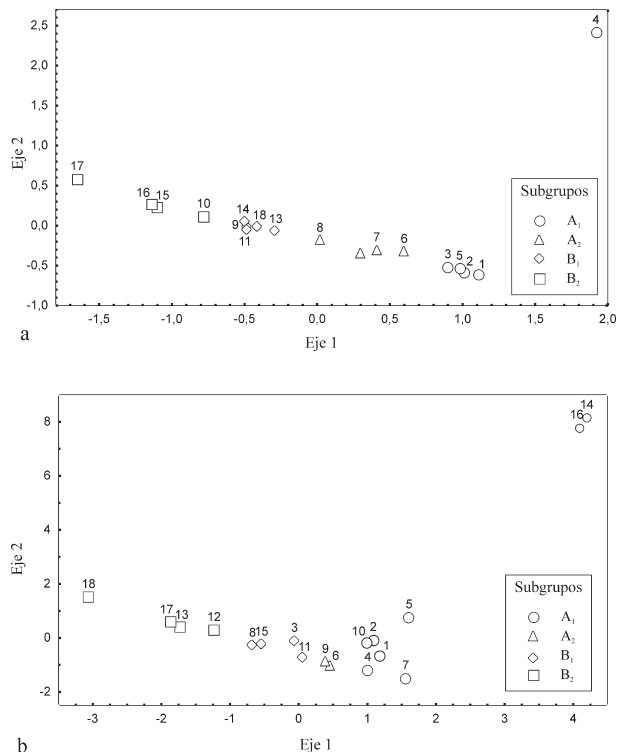 4
2,5
2,0
1,5
Eje 2
1,0
17
0,5
16 15
10
14
9 18 13
11
0,0
8
7 6
3 5 2 1
-0,5
-1,0
Subgrupos
A₁
A₂
B₁
B₂
-1,5 -1,0 -0,5 0,0 0,5 1,0 1,5 2,0
a
Eje 1
14
16
8
6
4
Eje 2
2
18
17 13 12
8 15 3
11
9 6
10 2
5
1
4 7
0
-2
Subgrupos
A₁
A₂
B₁
B₂
-3 -2 -1 0 1 2 3 4
b
Eje 1